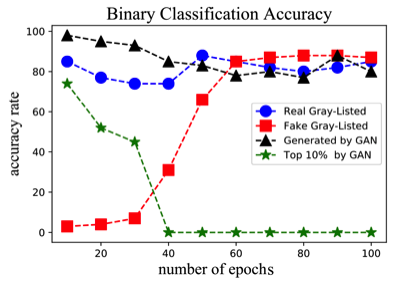 Binary Classification Accuracy
accuracy rate
100
80
60
40
20
0
Real Gray-Listed
Fake Gray-Listed
Generated by GAN
Top 10% by GAN
20
40
60
80
100
number of epochs